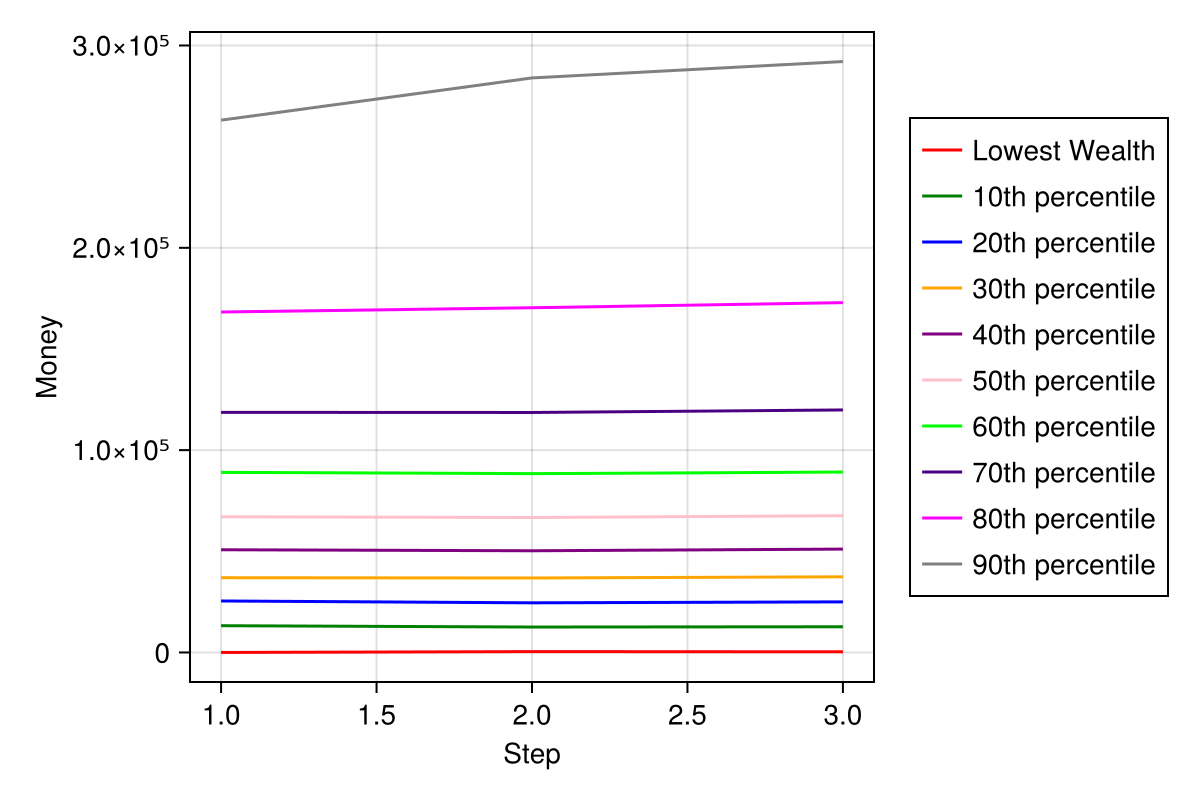 3.0×10⁵
2.0×10⁵
1.0×10⁵
0
Money
1.0 1.5 2.0 2.5 3.0
Step
Lowest Wealth
10th percentile
20th percentile
30th percentile
40th percentile
50th percentile
60th percentile
70th percentile
80th percentile
90th percentile